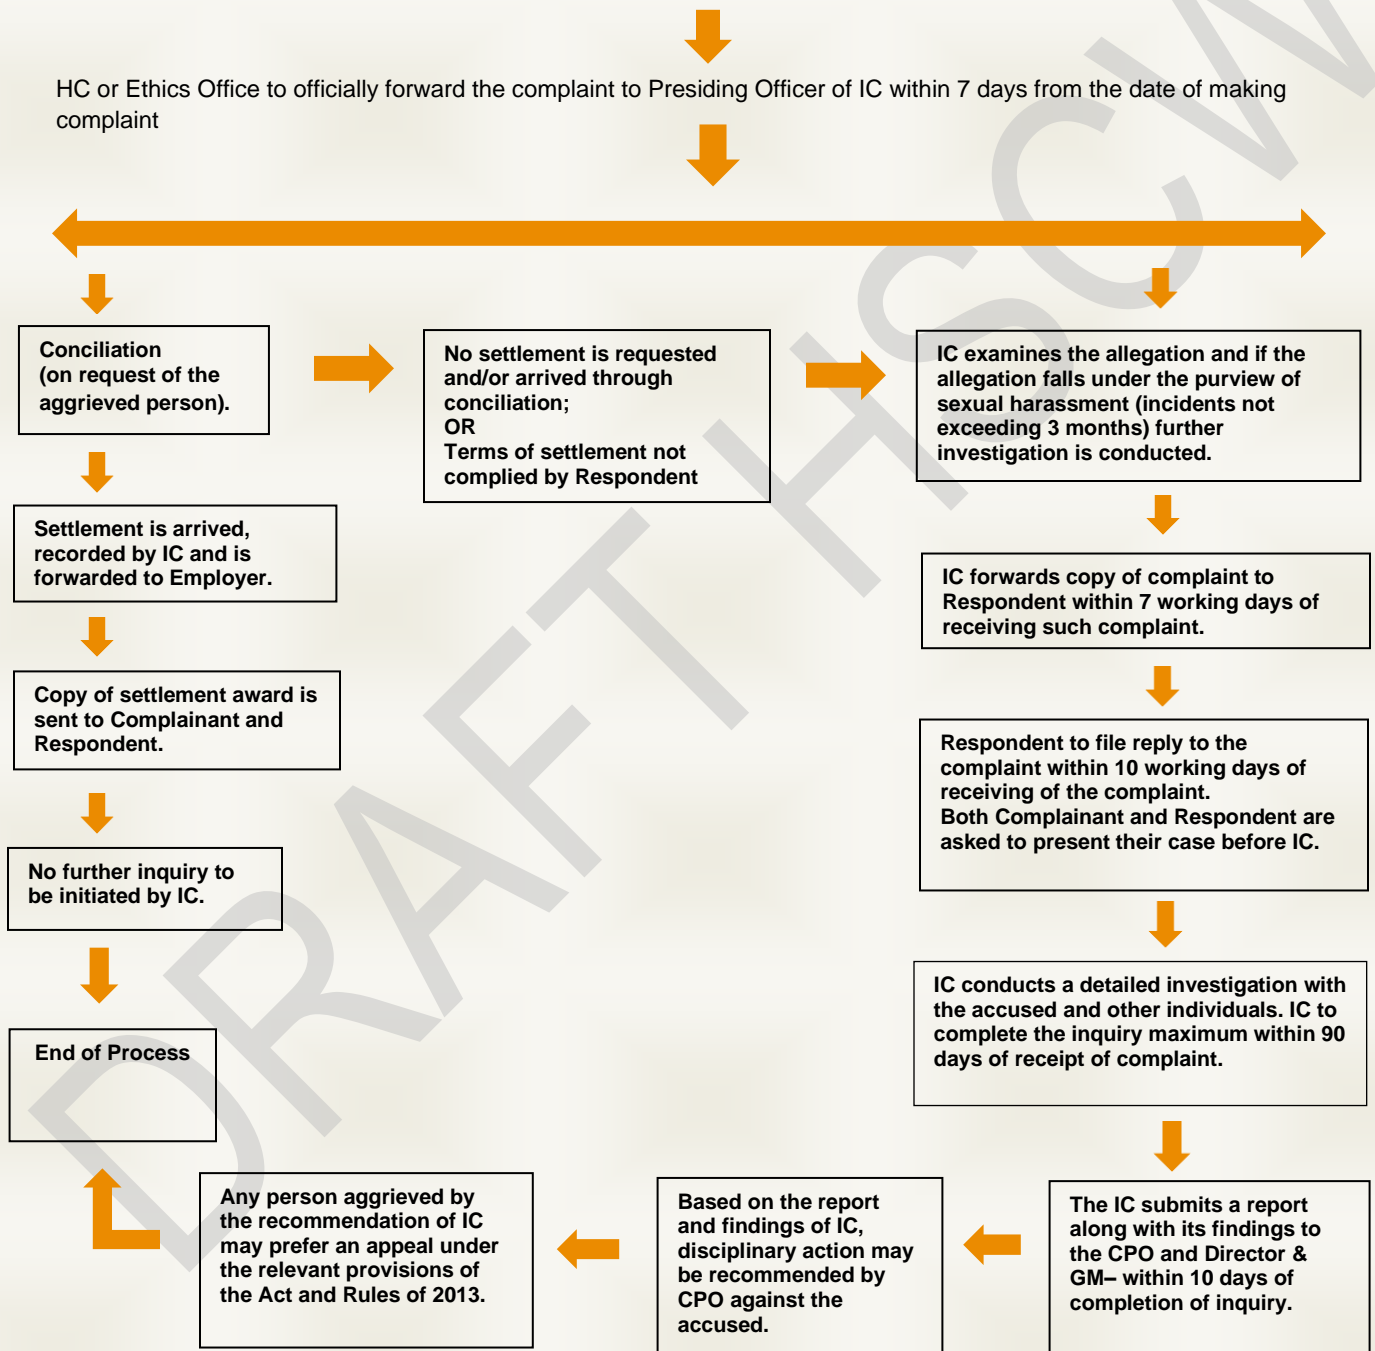 HC or Ethics Office to officially forward the complaint to Presiding Officer of IC within 7 days from the date of making
complaint
Conciliation
(on request of the
aggrieved person).
No settlement is requested
and/or arrived through
conciliation;
OR
Terms of settlement not
complied by Respondent
IC examines the allegation and if the
allegation falls under the purview of
sexual harassment (incidents not
exceeding 3 months) further
investigation is conducted.
Settlement is arrived,
recorded by IC and is
forwarded to Employer.
IC forwards copy of complaint to
Respondent within 7 working days of
receiving such complaint.
Copy of settlement award is
sent to Complainant and
Respondent.
Respondent to file reply to the
complaint within 10 working days of
receiving of the complaint.
Both Complainant and Respondent are
asked to present their case before IC.
No further inquiry to
be initiated by IC.
IC conducts a detailed investigation with
the accused and other individuals. IC to
complete the inquiry maximum within 90
days of receipt of complaint.
End of Process
Any person aggrieved by
the recommendation of IC
may prefer an appeal under
the relevant provisions of
the Act and Rules of 2013.
Based on the report
and findings of IC,
disciplinary action may
be recommended by
CPO against the
accused.
The IC submits a report
along with its findings to
the CPO and Director &
GM– within 10 days of
completion of inquiry.
DRAFT HSCW